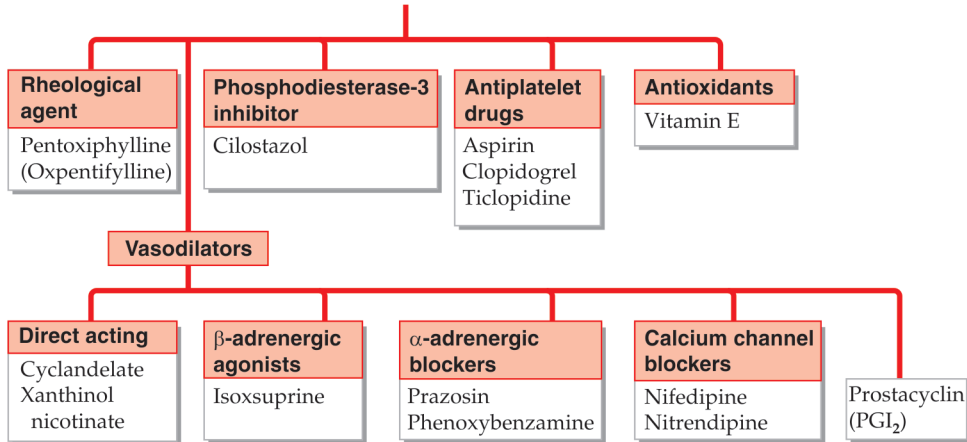 Rheological
agent
Pentoxiphylline
(Oxpentifylline)
Phosphodiesterase-3
inhibitor
Cilostazol
Antiplatelet
drugs
Aspirin
Clopidogrel
Ticlopidine
Antioxidants
Vitamin E
Vasodilators
Direct acting
Cyclandelate
Xanthinol
nicotinate
β-adrenergic
agonists
Isoxsuprine
α-adrenergic
blockers
Prazosin
Phenoxybenzamine
Calcium channel
blockers
Nifedipine
Nitrendipine
Prostacyclin
(PGI₂)